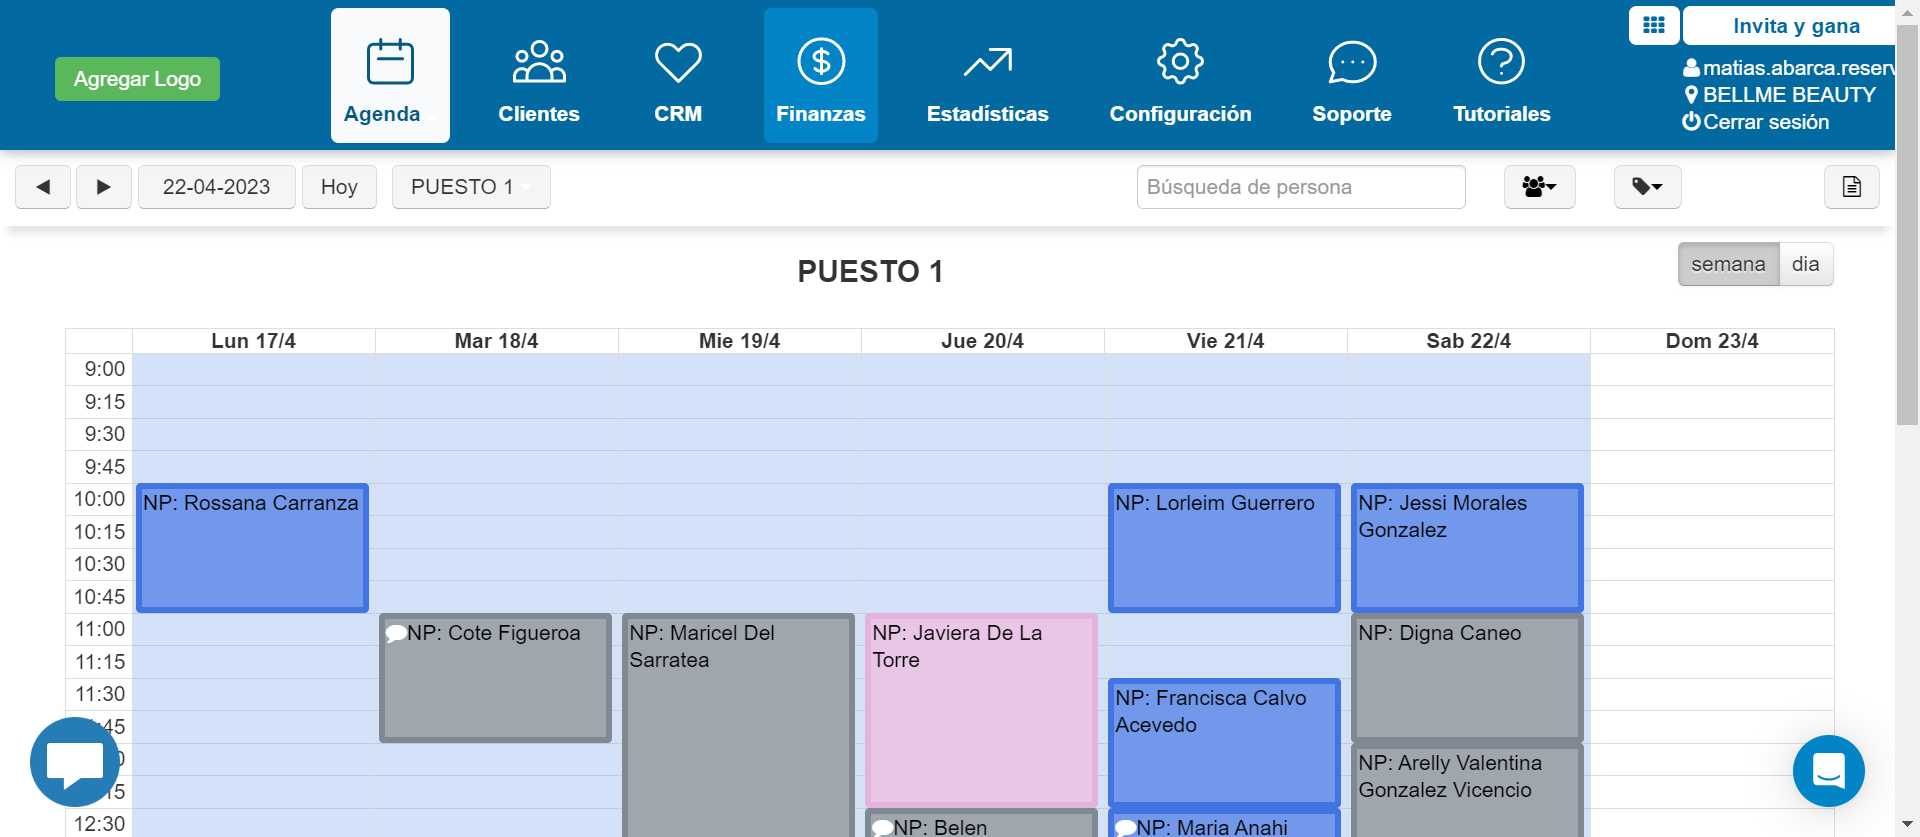 Agregar Logo
Agenda
Clientes
CRM
Finanzas
Estadísticas
Configuración
Soporte
Tutoriales
Invita y gana
matias.abarca.reserv
BELLME BEAUTY
Cerrar sesión
22-04-2023
Hoy
PUESTO 1
Búsqueda de persona
PUESTO 1
semana
dia
Lun 17/4
Mar 18/4
Mie 19/4
Jue 20/4
Vie 21/4
Sab 22/4
Dom 23/4
9:00
9:15
9:30
9:45
10:00
NP: Rossana Carranza
NP: Lorleim Guerrero
NP: Jessi Morales
Gonzalez
10:15
10:30
10:45
11:00
NP: Cote Figueroa
NP: Maricel Del
Sarratea
NP: Javiera De La
Torre
NP: Digna Caneo
11:15
11:30
NP: Francisca Calvo
Acevedo
:45
NP: Arelly Valentina
Gonzalez Vicencio
0
15
12:30
NP: Belen
NP: Maria Anahi